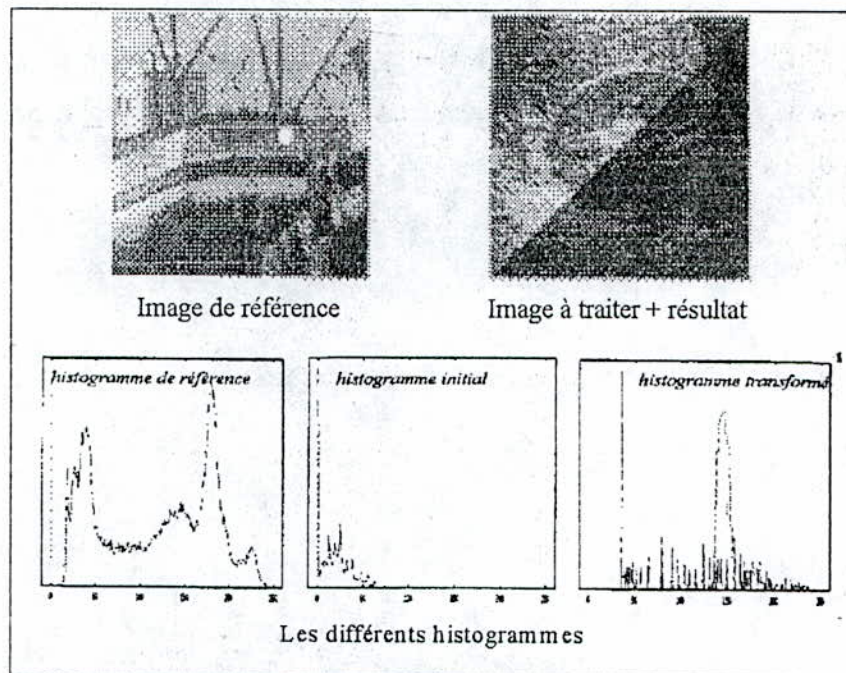 Image de référence
Image à traiter + résultat
histogramme de référence
histogramme initial
histogramme transformé
Les différents histogrammes